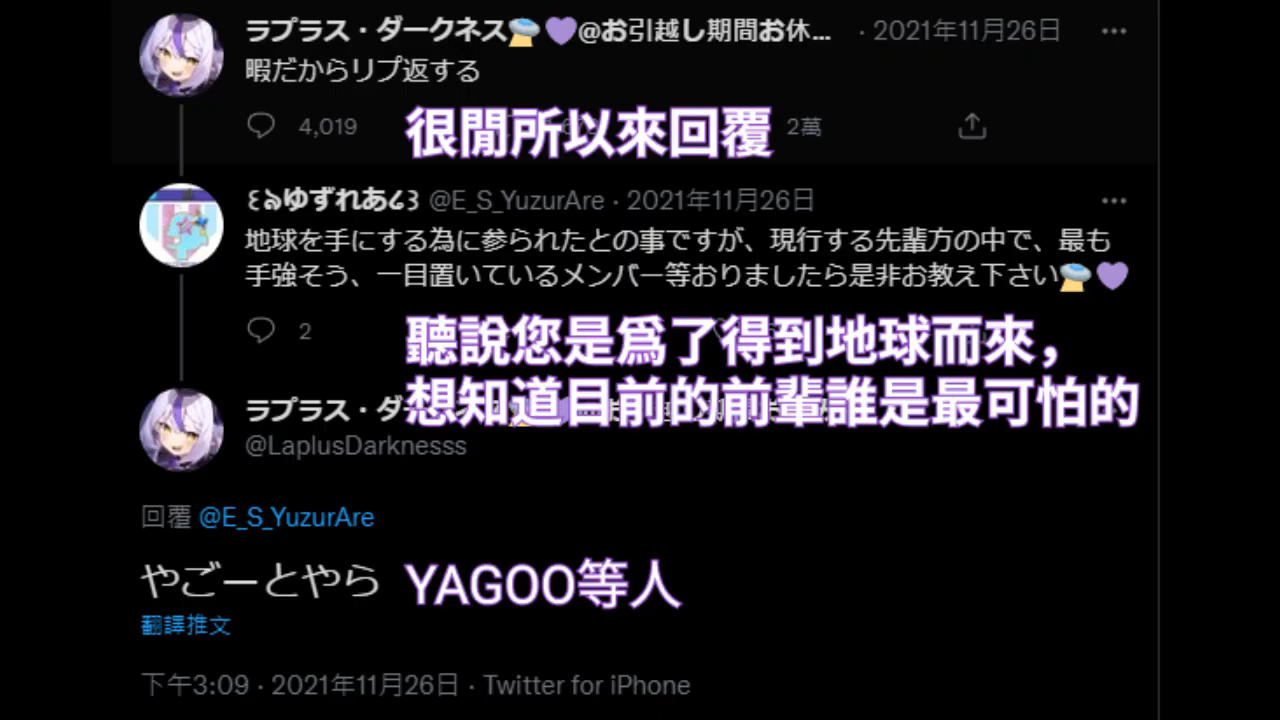 ラプラス・ダークネス🛸💜@お引越し期間お休... · 2021年11月26日
暇だからリプ返する
4,019 2萬
很閒所以來回覆
꒰ঌゆずれあ໒꒱ @E_S_YuzurAre · 2021年11月26日
地球を手にする為に参られたとの事ですが、現行する先輩方の中で、最も
手強そう、一目置いているメンバー等おりましたら是非お教え下さい🛸💜
2
聽說您是爲了得到地球而來，
想知道目前的前輩誰是最可怕的
ラプラス・ダ
@LaplusDarknesss
回覆 @E_S_YuzurAre
やごーとやら
YAGOO等人
翻譯推文
下午3:09 · 2021年11月26日 · Twitter for iPhone